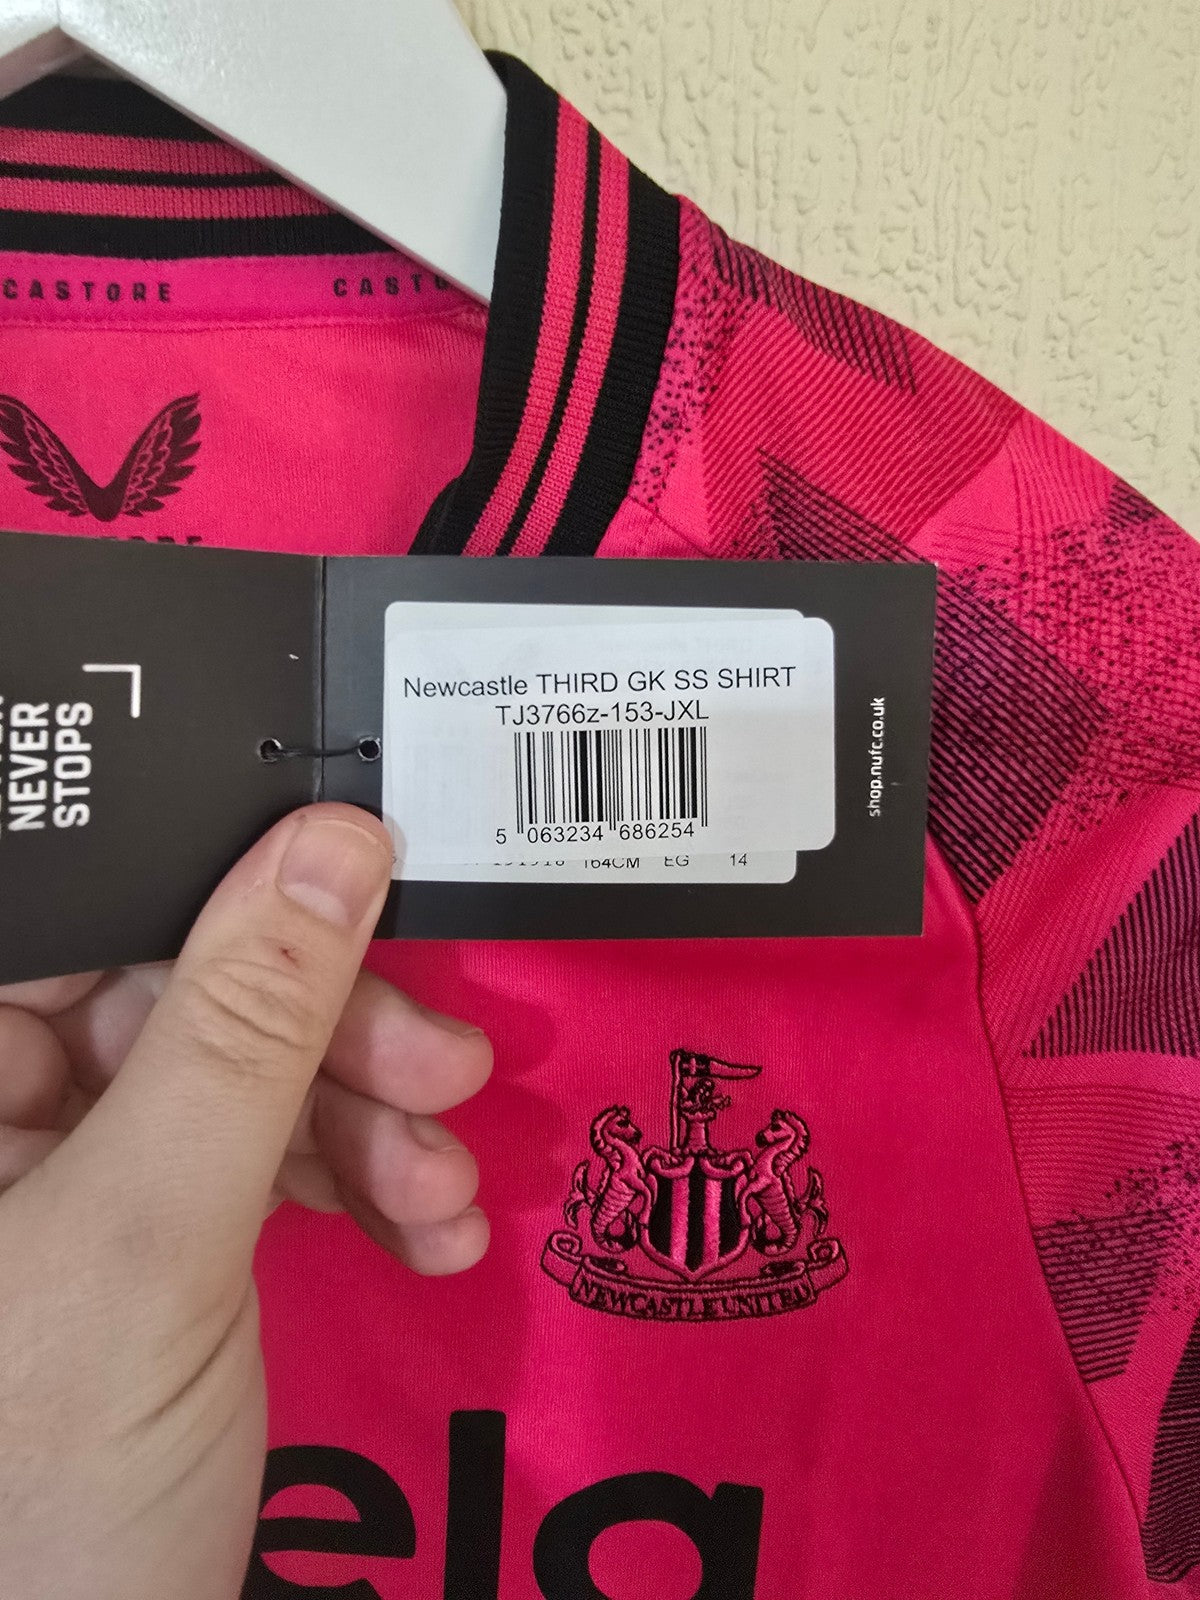 CASTORE CASTO
NEVER
STOPS
Newcastle THIRD GK SS SHIRT
TJ3766z-153-JXL
5 063234 686254
164CM EG 14
shop.nufc.co.uk
NEWCASTLE UNITED
ela